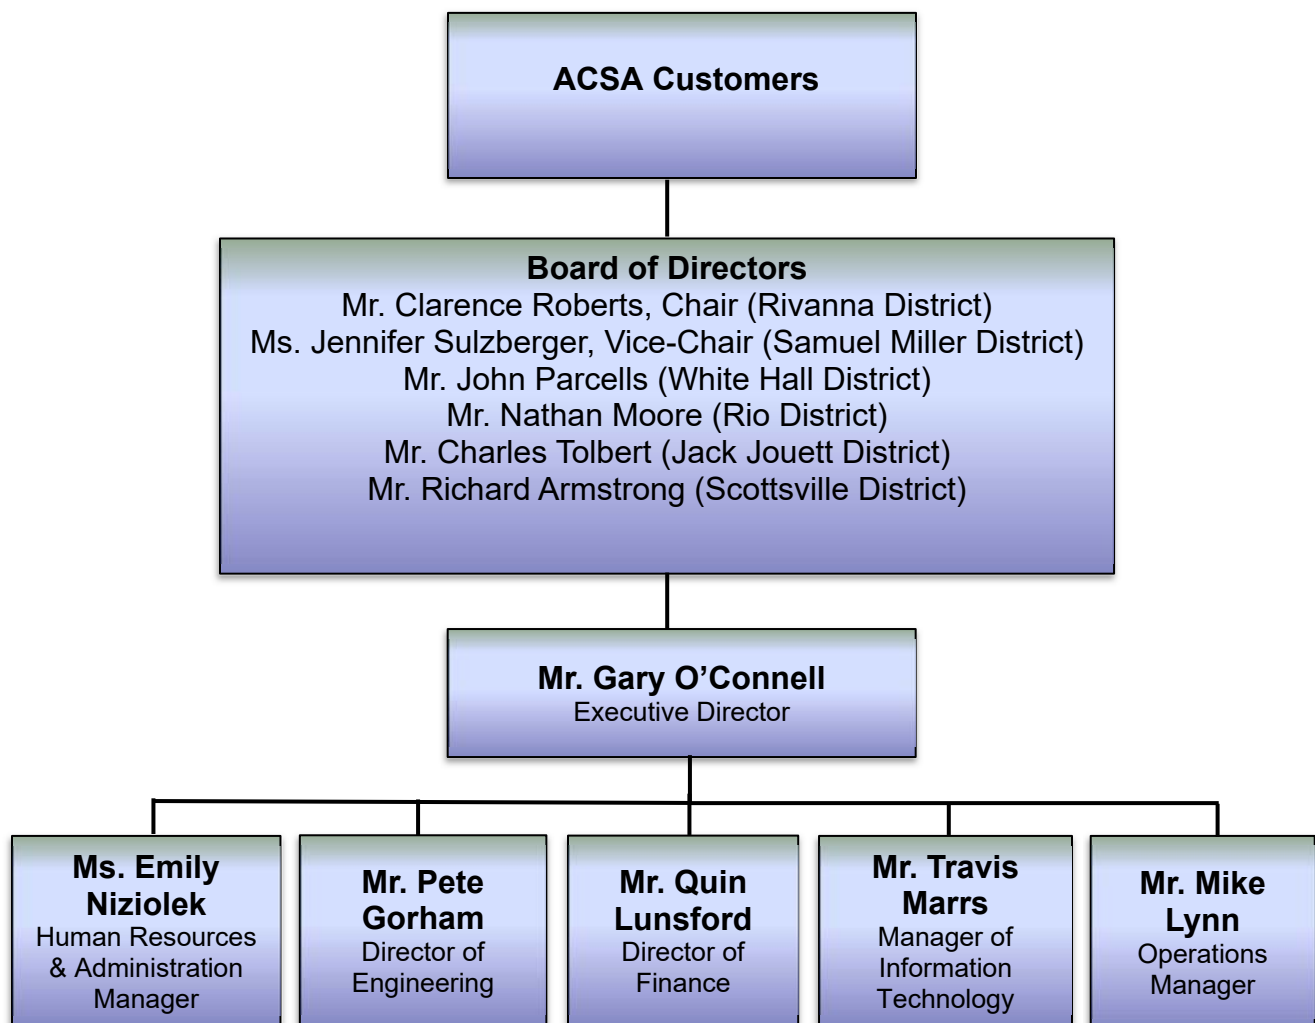 ACSA Customers
Board of Directors
Mr. Clarence Roberts, Chair (Rivanna District)
Ms. Jennifer Sulzberger, Vice-Chair (Samuel Miller District)
Mr. John Parcells (White Hall District)
Mr. Nathan Moore (Rio District)
Mr. Charles Tolbert (Jack Jouett District)
Mr. Richard Armstrong (Scottsville District)
Mr. Gary O’Connell
Executive Director
Ms. Emily
Niziolek
Human Resources
& Administration
Manager
Mr. Pete
Gorham
Director of
Engineering
Mr. Quin
Lunsford
Director of
Finance
Mr. Travis
Marrs
Manager of
Information
Technology
Mr. Mike
Lynn
Operations
Manager